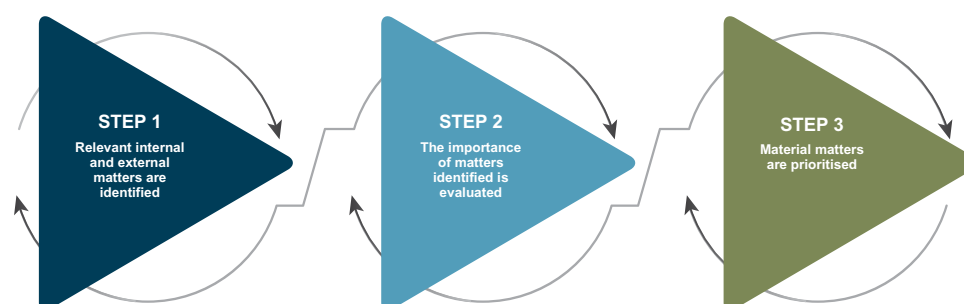 STEP 1
Relevant internal
and external
matters are
identified
STEP 2
The importance
of matters
identified is
evaluated
STEP 3
Material matters
are prioritised